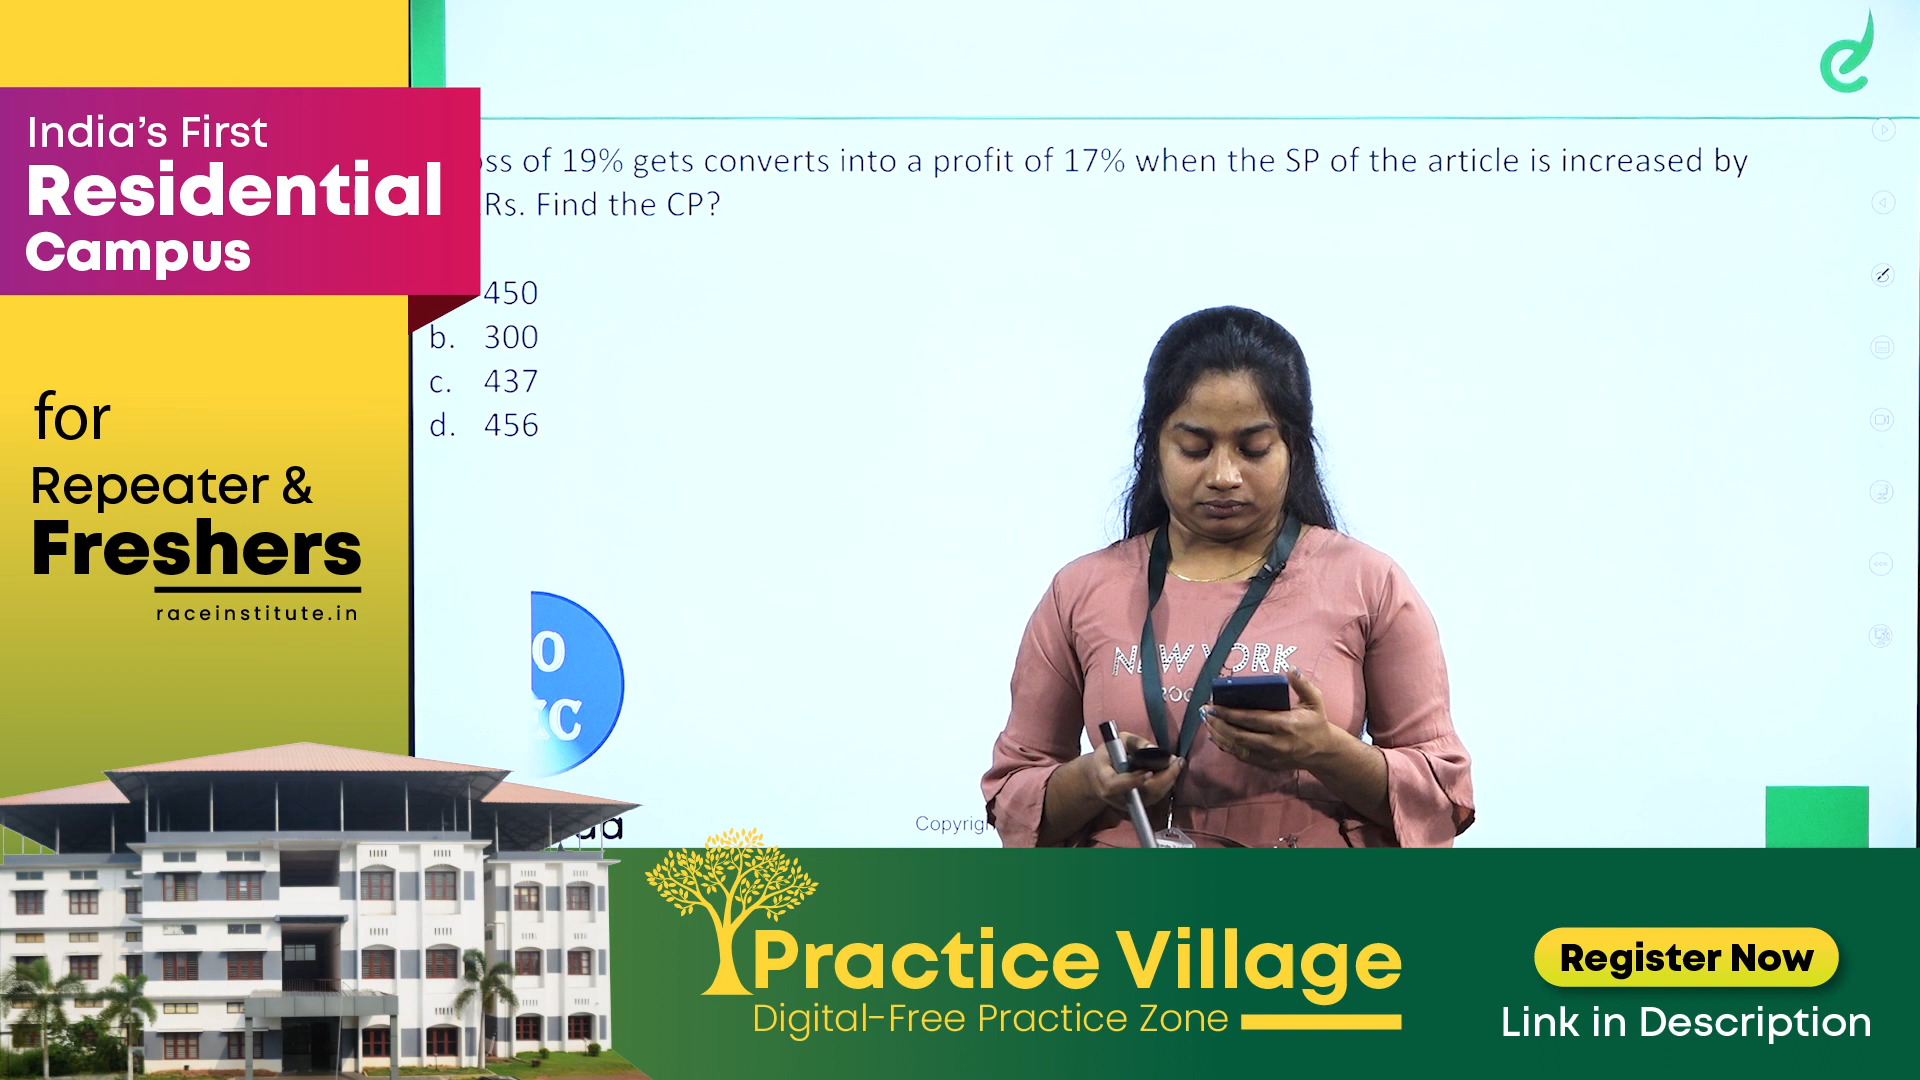 India’s First
Residential
Campus
for
Repeater &
Freshers
raceinstitute.in
oss of 19% gets converts into a profit of 17% when the SP of the article is increased by
Rs. Find the CP?
450
b. 300
c. 437
d. 456
NEW YORK
Practice Village
Digital-Free Practice Zone
Register Now
Link in Description